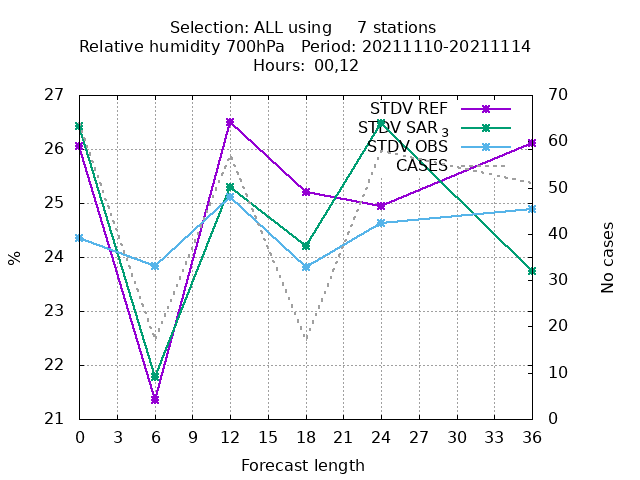 Selection: ALL using     7 stations
Relative humidity 700hPa   Period: 20211110-20211114
Hours: 00,12
27
26
25
24
23
22
21
%
70
60
50
40
30
20
10
0
No cases
STDV REF
STDV SAR₃
STDV OBS
CASES
0 3 6 9 12 15 18 21 24 27 30 33 36
Forecast length